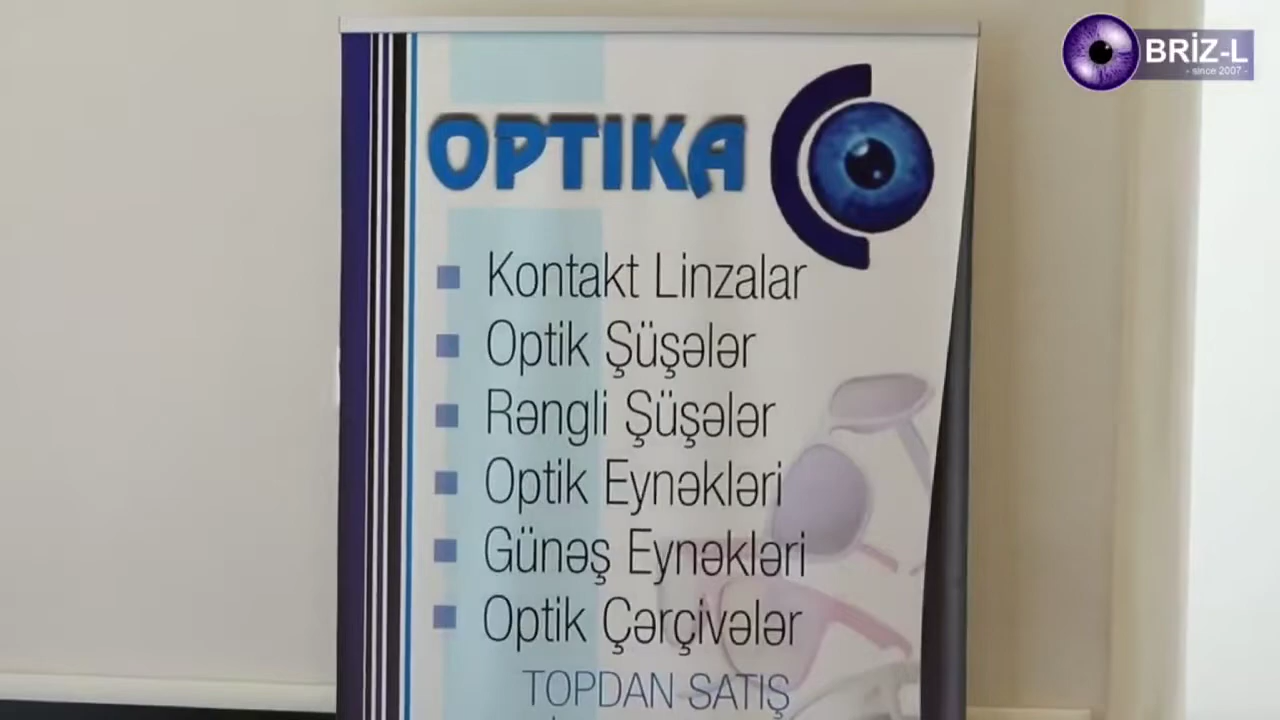 BRİZ-L
- since 2007 -
OPTIKA
Kontakt Linzalar
Optik Şüşələr
Rəngli Şüşələr
Optik Eynəkləri
Günəş Eynəkləri
Optik Çərçivələr
TOPDAN SATIŞ